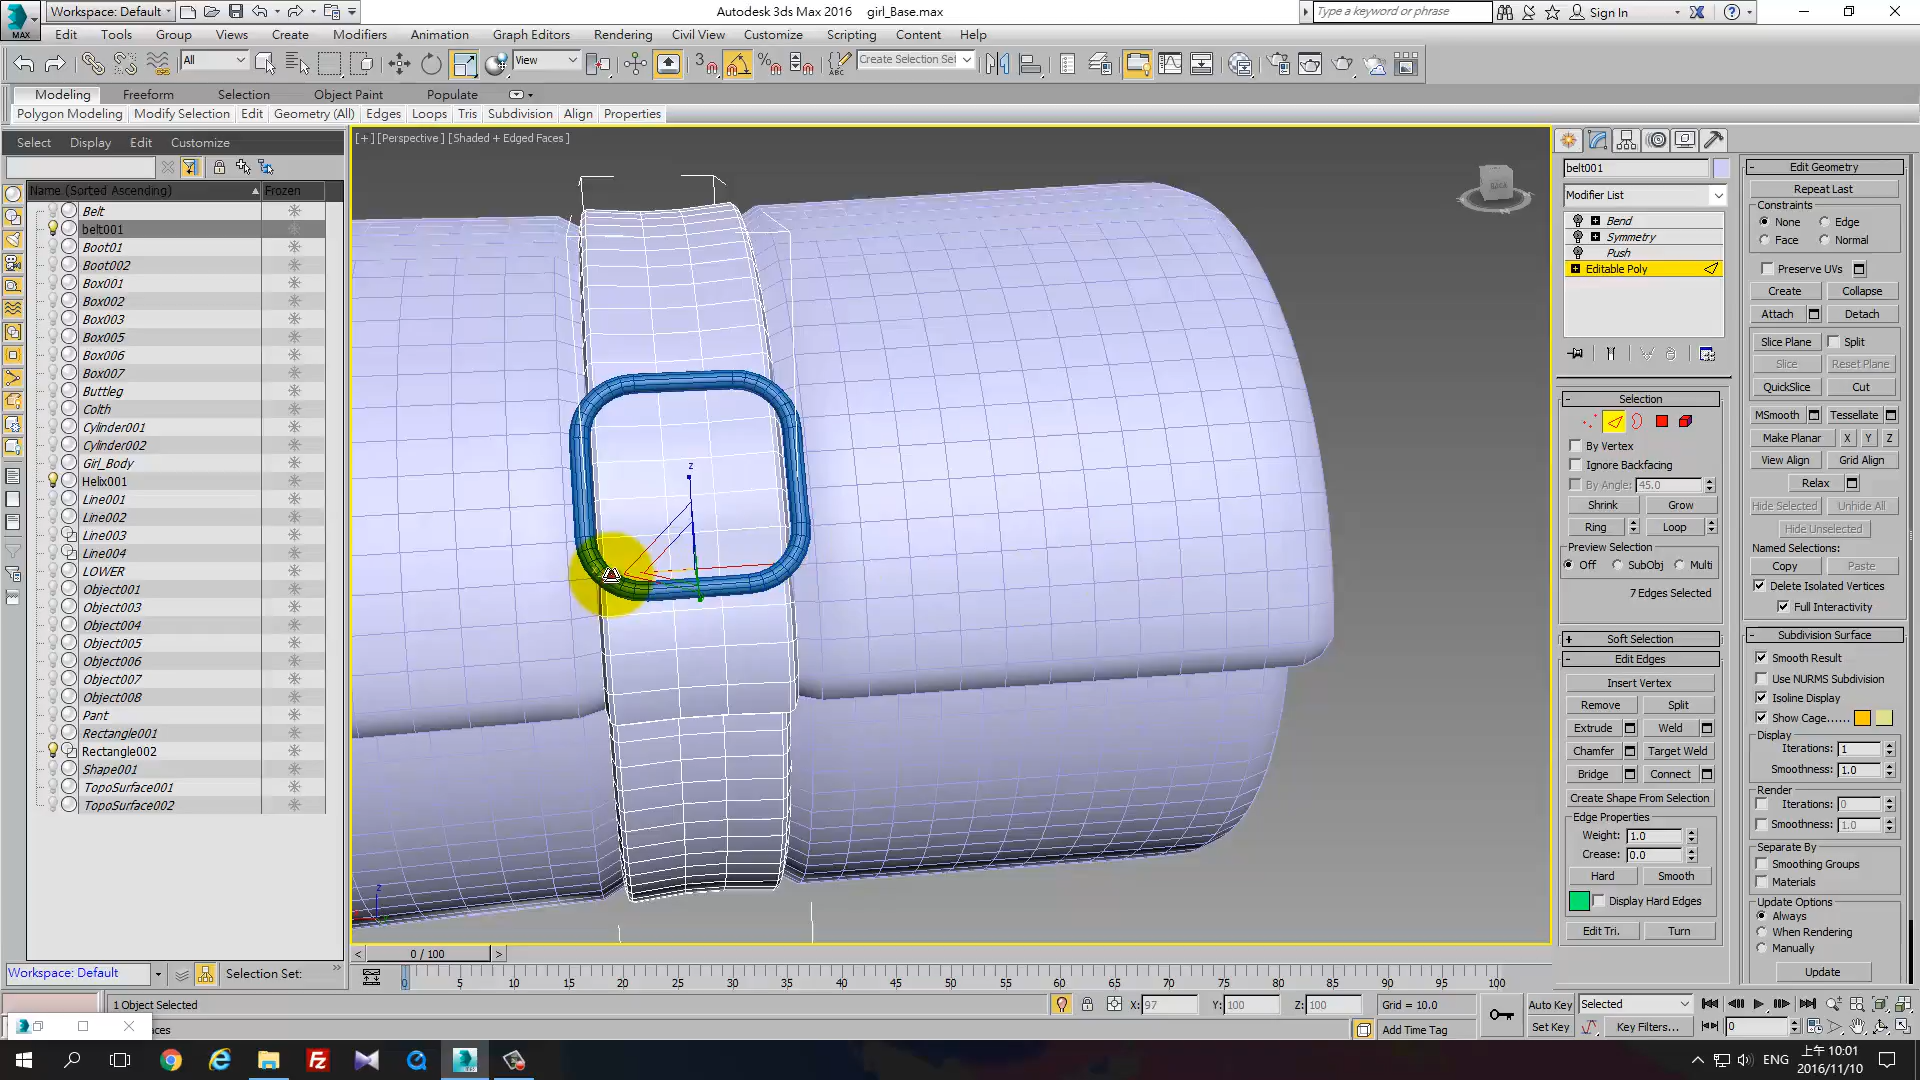 MAX
Workspace: Default
Autodesk 3ds Max 2016 girl_Base.max
Type a keyword or phrase
Sign In
Edit Tools Group Views Create Modifiers Animation Graph Editors Rendering Civil View Customize Scripting Content Help
All
View
3
ABC
Create Selection Set
Modeling Freeform Selection Object Paint Populate
Polygon Modeling Modify Selection Edit Geometry (All) Edges Loops Tris Subdivision Align Properties
Select Display Edit Customize
Name (Sorted Ascending) Frozen
Belt
belt001
Boot01
Boot002
Box001
Box002
Box003
Box005
Box006
Box007
Buttleg
Colth
Cylinder001
Cylinder002
Girl_Body
Helix001
Line001
Line002
Line003
Line004
LOWER
Object001
Object003
Object004
Object005
Object006
Object007
Object008
Pant
Rectangle001
Rectangle002
Shape001
TopoSurface001
TopoSurface002
[+] [Perspective] [Shaded + Edged Faces]
z
z
belt001
Modifier List
Bend
Symmetry
Push
Editable Poly
Selection
By Vertex
Ignore Backfacing
By Angle: 45.0
Shrink Grow
Ring Loop
Preview Selection
Off SubObj Multi
7 Edges Selected
Soft Selection
Edit Edges
Insert Vertex
Remove Split
Extrude Weld
Chamfer Target Weld
Bridge Connect
Create Shape From Selection
Edge Properties
Weight: 1.0
Crease: 0.0
Hard Smooth
Display Hard Edges
Edit Tri. Turn
Edit Geometry
Repeat Last
Constraints
None Edge
Face Normal
Preserve UVs
Create Collapse
Attach Detach
Slice Plane Split
Slice Reset Plane
QuickSlice Cut
MSmooth Tessellate
Make Planar X Y Z
View Align Grid Align
Relax
Hide Selected Unhide All
Hide Unselected
Named Selections:
Copy Paste
Delete Isolated Vertices
Full Interactivity
Subdivision Surface
Smooth Result
Use NURMS Subdivision
Isoline Display
Show Cage......
Display
Iterations: 1
Smoothness: 1.0
Render
Iterations: 0
Smoothness: 1.0
Separate By
Smoothing Groups
Materials
Update Options
Always
When Rendering
Manually
Update
0 / 100
Workspace: Default
Selection Set:
0 5 10 15 20 25 30 35 40 45 50 55 60 65 70 75 80 85 90 95 100
1 Object Selected
X: 97 Y: 100 Z: 100 Grid = 10.0
Auto Key Selected
aces
Add Time Tag
Set Key Key Filters... 0
ENG
上午 10:01
2016/11/10